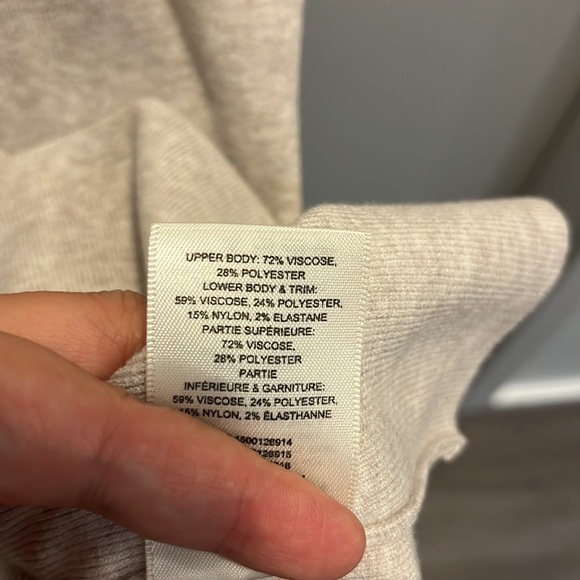 UPPER BODY: 72% VISCOSE,
28% POLYESTER
LOWER BODY & TRIM:
59% VISCOSE, 24% POLYESTER,
15% NYLON, 2% ELASTANE
PARTIE SUPÉRIEURE:
72% VISCOSE,
28% POLYESTER
PARTIE
INFÉRIEURE & GARNITURE:
59% VISCOSE, 24% POLYESTER,
15% NYLON, 2% ÉLASTHANNE